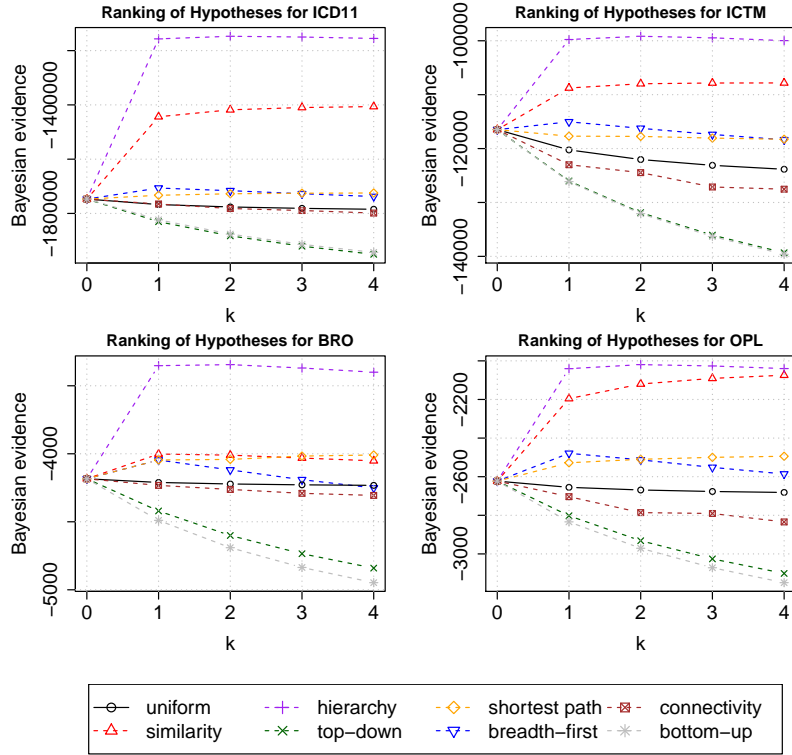 Ranking of Hypotheses for ICD11
Bayesian evidence
−1400000
−1800000
0 1 2 3 4
k
Ranking of Hypotheses for ICTM
Bayesian evidence
−100000
−120000
−140000
0 1 2 3 4
k
Ranking of Hypotheses for BRO
Bayesian evidence
−4000
−5000
0 1 2 3 4
k
Ranking of Hypotheses for OPL
Bayesian evidence
−2200
−2600
−3000
0 1 2 3 4
k
uniform hierarchy shortest path connectivity
similarity top−down breadth−first bottom−up